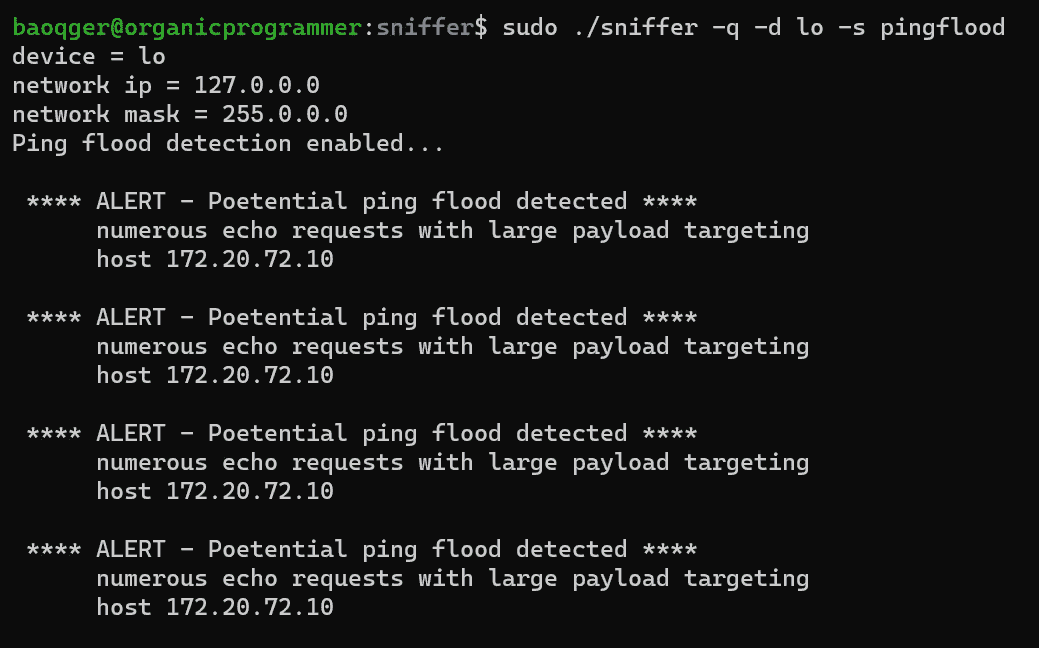 baoqger@organicprogrammer:sniffer$ sudo ./sniffer -q -d lo -s pingflood
device = lo
network ip = 127.0.0.0
network mask = 255.0.0.0
Ping flood detection enabled...
**** ALERT - Poetential ping flood detected ****
numerous echo requests with large payload targeting
host 172.20.72.10
**** ALERT - Poetential ping flood detected ****
numerous echo requests with large payload targeting
host 172.20.72.10
**** ALERT - Poetential ping flood detected ****
numerous echo requests with large payload targeting
host 172.20.72.10
**** ALERT - Poetential ping flood detected ****
numerous echo requests with large payload targeting
host 172.20.72.10